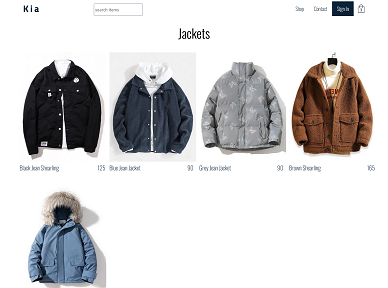 Kia
search items
Shop
Contact
Sign In
Jackets
Black Jean Shearling 125
Blue Jean Jacket 90
Grey Jean Jacket 90
Brown Shearling 165